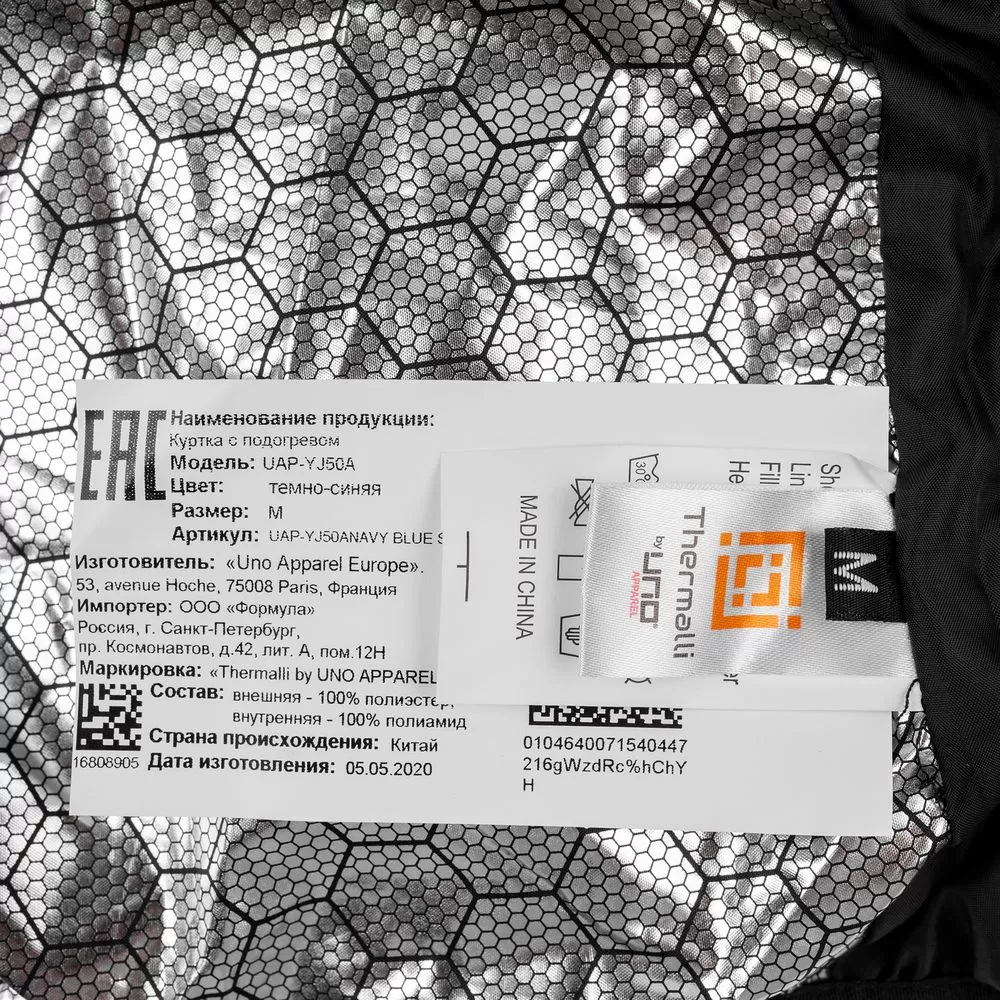 EAC
Наименование продукции:
Куртка с подогревом
Модель: UAP-YJ50A
Цвет: темно-синяя
Размер: M
Артикул: UAP-YJ50ANAVY BLUE
Изготовитель: «Uno Apparel Europe».
53, avenue Hoche, 75008 Paris, Франция
Импортер: ООО «Формула»
Россия, г. Санкт-Петербург,
пр. Космонавтов, д.42, лит. А, пом.12Н
Маркировка: «Thermalli by UNO APPAREL
Состав: внешняя - 100% полиэстер,
внутренняя - 100% полиамид
Страна происхождения: Китай
16808905 Дата изготовления: 05.05.2020
0104640071540447
216gWzdRc%hChY
H
MADE IN CHINA
30°
Thermalli
by uno®
APPAREL
M